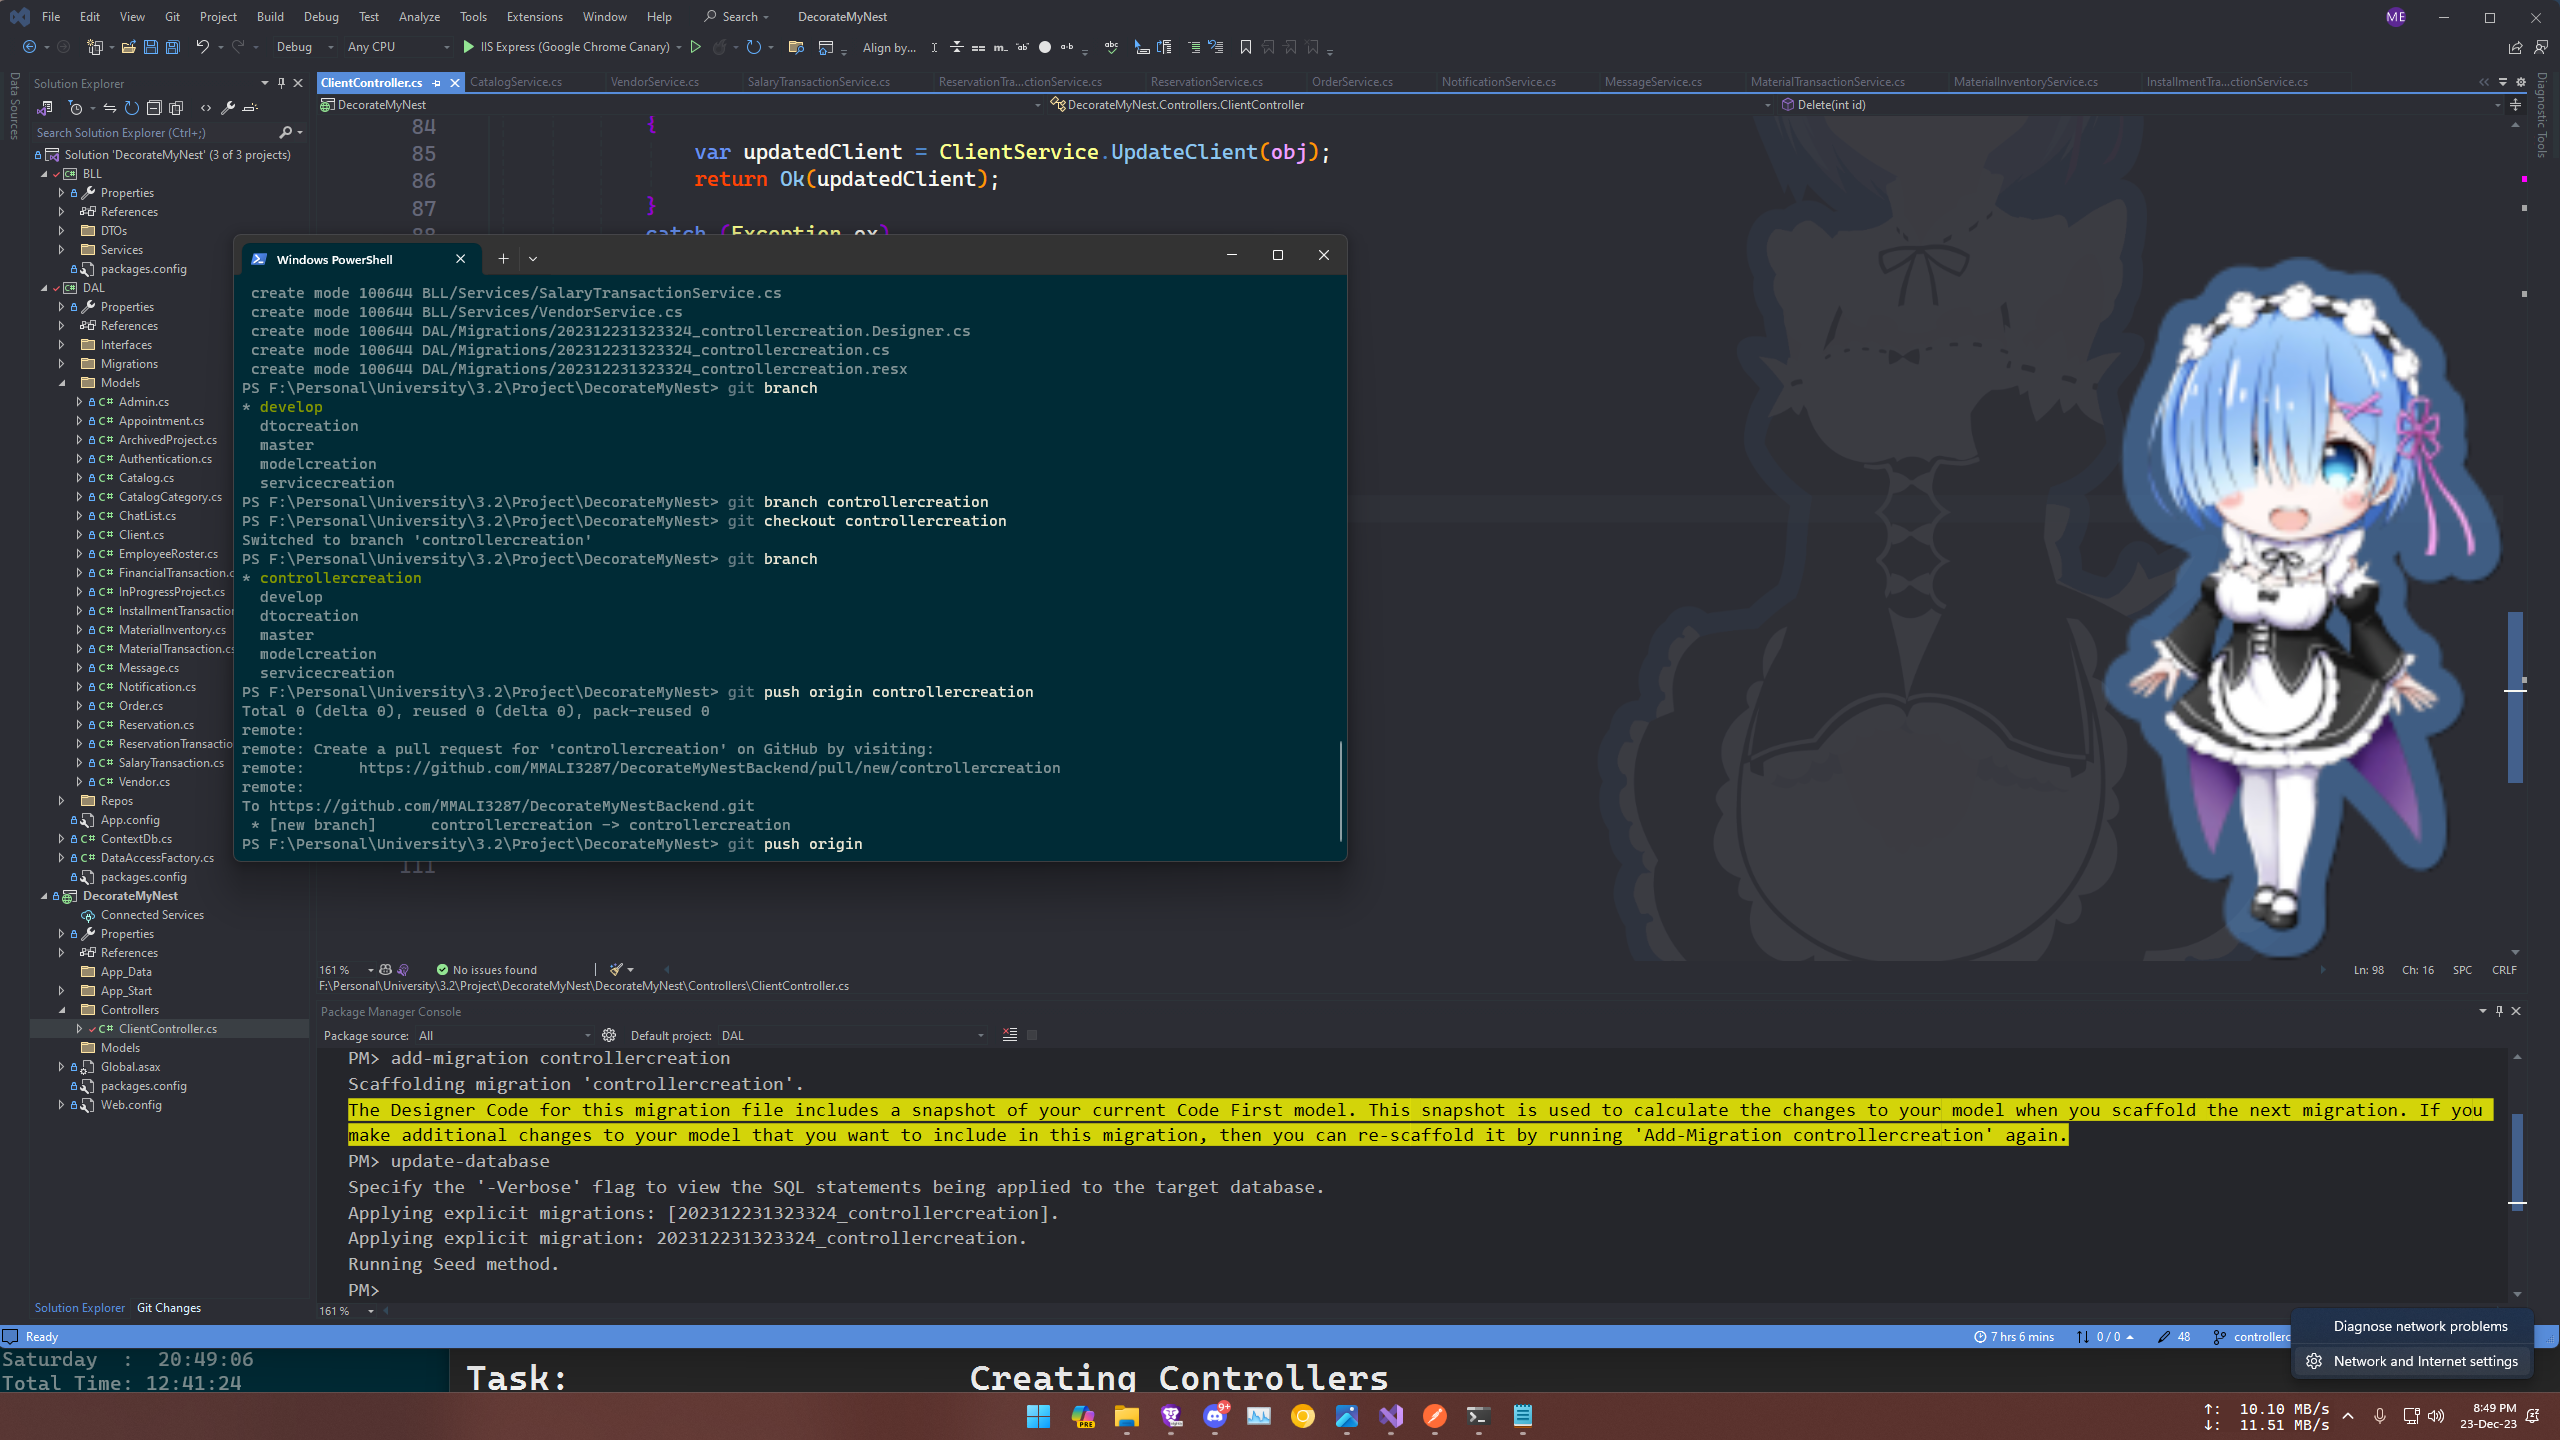 File Edit View Git Project Build Debug Test Analyze Tools Extensions Window Help Search DecorateMyNest ME
Debug Any CPU IIS Express (Google Chrome Canary) Align by...
Data Sources
Solution Explorer
Search Solution Explorer (Ctrl+;)
Solution 'DecorateMyNest' (3 of 3 projects)
BLL
Properties
References
DTOs
Services
packages.config
DAL
Properties
References
Interfaces
Migrations
Models
C# Admin.cs
C# Appointment.cs
C# ArchivedProject.cs
C# Authentication.cs
C# Catalog.cs
C# CatalogCategory.cs
C# ChatList.cs
C# Client.cs
C# EmployeeRoster.cs
C# FinancialTransaction.c
C# InProgressProject.cs
C# InstallmentTransaction
C# MaterialInventory.cs
C# MaterialTransaction.cs
C# Message.cs
C# Notification.cs
C# Order.cs
C# Reservation.cs
C# ReservationTransactio
C# SalaryTransaction.cs
C# Vendor.cs
Repos
App.config
C# ContextDb.cs
C# DataAccessFactory.cs
packages.config
DecorateMyNest
Connected Services
Properties
References
App_Data
App_Start
Controllers
C# ClientController.cs
Models
Global.asax
packages.config
Web.config
Solution Explorer Git Changes
ClientController.cs CatalogService.cs VendorService.cs SalaryTransactionService.cs ReservationTra...ctionService.cs ReservationService.cs OrderService.cs NotificationService.cs MessageService.cs MaterialTransactionService.cs MaterialInventoryService.cs InstallmentTra...ctionService.cs
DecorateMyNest DecorateMyNest.Controllers.ClientController Delete(int id)
Diagnostic Tools
84 {
85 var updatedClient = ClientService.UpdateClient(obj);
86 return Ok(updatedClient);
87 }
88 catch (Exception ex)
Windows PowerShell
create mode 100644 BLL/Services/SalaryTransactionService.cs
create mode 100644 BLL/Services/VendorService.cs
create mode 100644 DAL/Migrations/202312231323324_controllercreation.Designer.cs
create mode 100644 DAL/Migrations/202312231323324_controllercreation.cs
create mode 100644 DAL/Migrations/202312231323324_controllercreation.resx
PS F:\Personal\University\3.2\Project\DecorateMyNest> git branch
* develop
dtocreation
master
modelcreation
servicecreation
PS F:\Personal\University\3.2\Project\DecorateMyNest> git branch controllercreation
PS F:\Personal\University\3.2\Project\DecorateMyNest> git checkout controllercreation
Switched to branch 'controllercreation'
PS F:\Personal\University\3.2\Project\DecorateMyNest> git branch
* controllercreation
develop
dtocreation
master
modelcreation
servicecreation
PS F:\Personal\University\3.2\Project\DecorateMyNest> git push origin controllercreation
Total 0 (delta 0), reused 0 (delta 0), pack-reused 0
remote:
remote: Create a pull request for 'controllercreation' on GitHub by visiting:
remote: https://github.com/MMALI3287/DecorateMyNestBackend/pull/new/controllercreation
remote:
To https://github.com/MMALI3287/DecorateMyNestBackend.git
* [new branch] controllercreation -> controllercreation
PS F:\Personal\University\3.2\Project\DecorateMyNest> git push origin
111
161 % No issues found Ln: 98 Ch: 16 SPC CRLF
F:\Personal\University\3.2\Project\DecorateMyNest\DecorateMyNest\Controllers\ClientController.cs
Package Manager Console
Package source: All Default project: DAL
PM> add-migration controllercreation
Scaffolding migration 'controllercreation'.
The Designer Code for this migration file includes a snapshot of your current Code First model. This snapshot is used to calculate the changes to your model when you scaffold the next migration. If you
make additional changes to your model that you want to include in this migration, then you can re-scaffold it by running 'Add-Migration controllercreation' again.
PM> update-database
Specify the '-Verbose' flag to view the SQL statements being applied to the target database.
Applying explicit migrations: [202312231323324_controllercreation].
Applying explicit migration: 202312231323324_controllercreation.
Running Seed method.
PM>
161 %
Ready 7 hrs 6 mins 0 / 0 48 controllerc
Diagnose network problems
Network and Internet settings
Saturday : 20:49:06
Total Time: 12:41:24
Task: Creating Controllers
PRE
9+
↑: 10.10 MB/s
↓: 11.51 MB/s
8:49 PM
23-Dec-23